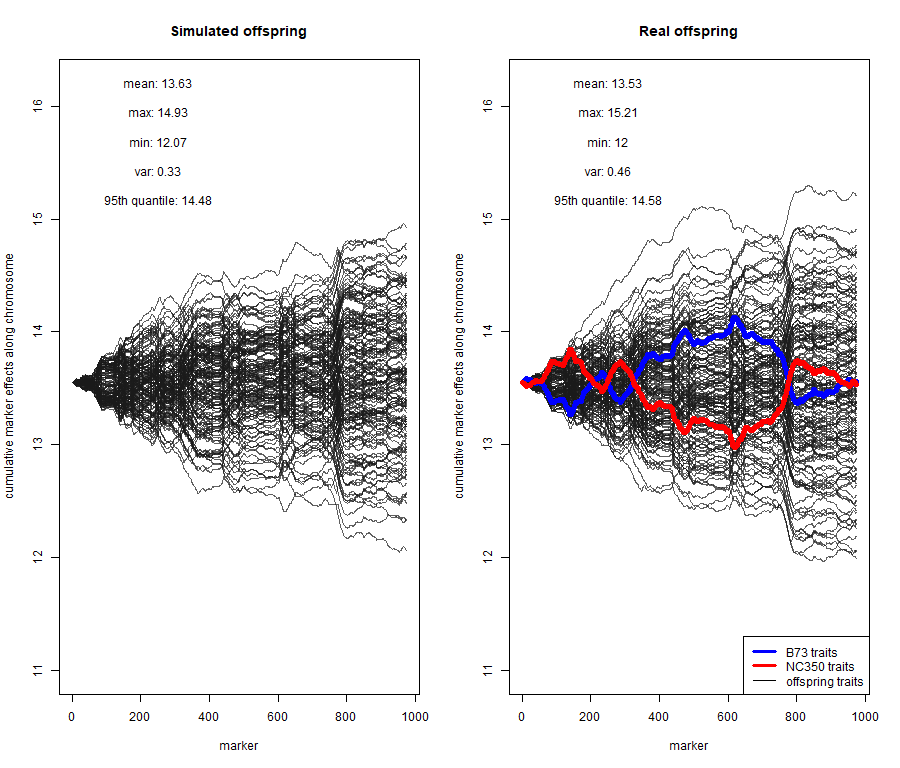 Simulated offspring
mean: 13.63
max: 14.93
min: 12.07
var: 0.33
95th quantile: 14.48
cumulative marker effects along chromosome
16
15
14
13
12
11
0 200 400 600 800 1000
marker
Real offspring
mean: 13.53
max: 15.21
min: 12
var: 0.46
95th quantile: 14.58
cumulative marker effects along chromosome
16
15
14
13
12
11
B73 traits
NC350 traits
offspring traits
0 200 400 600 800 1000
marker